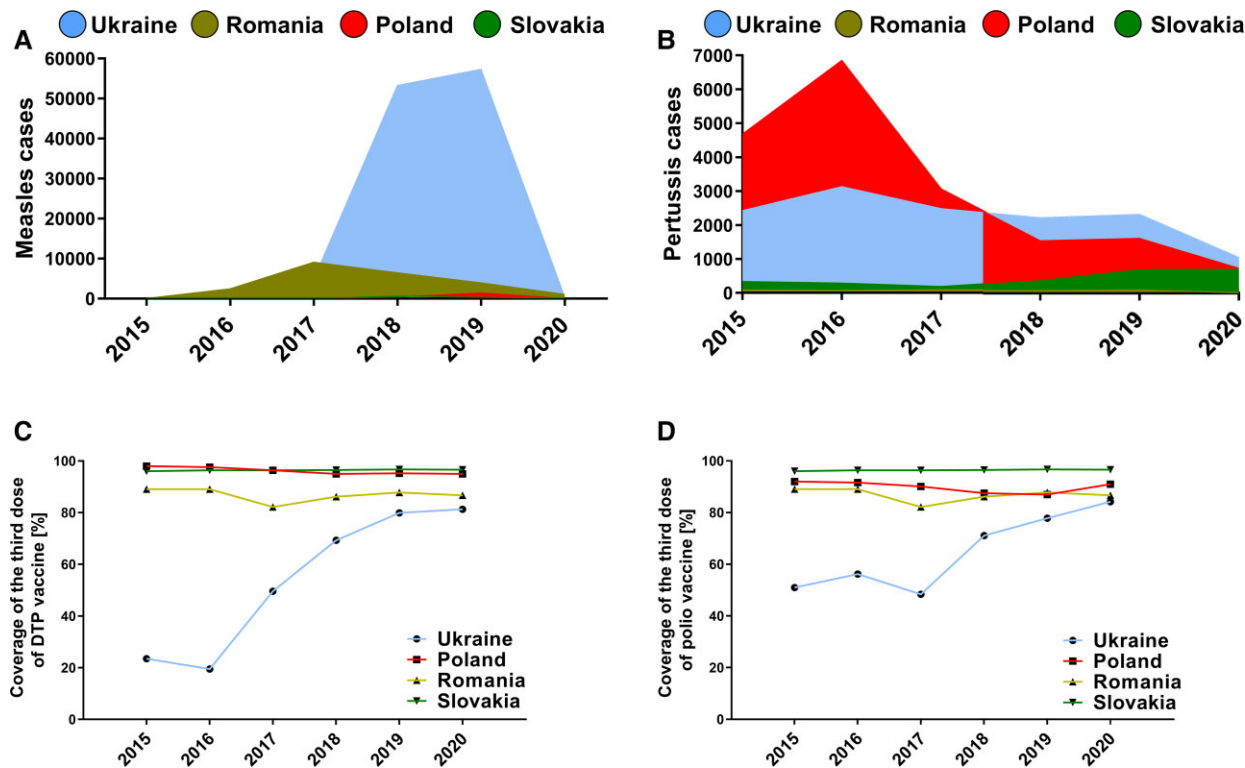 A
Ukraine Romania Poland Slovakia
Measles cases
60000
50000
40000
30000
20000
10000
0
2015 2016 2017 2018 2019 2020
B
Ukraine Romania Poland Slovakia
Pertussis cases
7000
6000
5000
4000
3000
2000
1000
0
2015 2016 2017 2018 2019 2020
C
Coverage of the third dose
of DTP vaccine [%]
100
80
60
40
20
0
Ukraine
Poland
Romania
Slovakia
2015 2016 2017 2018 2019 2020
D
Coverage of the third dose
of polio vaccine [%]
100
80
60
40
20
0
Ukraine
Poland
Romania
Slovakia
2015 2016 2017 2018 2019 2020